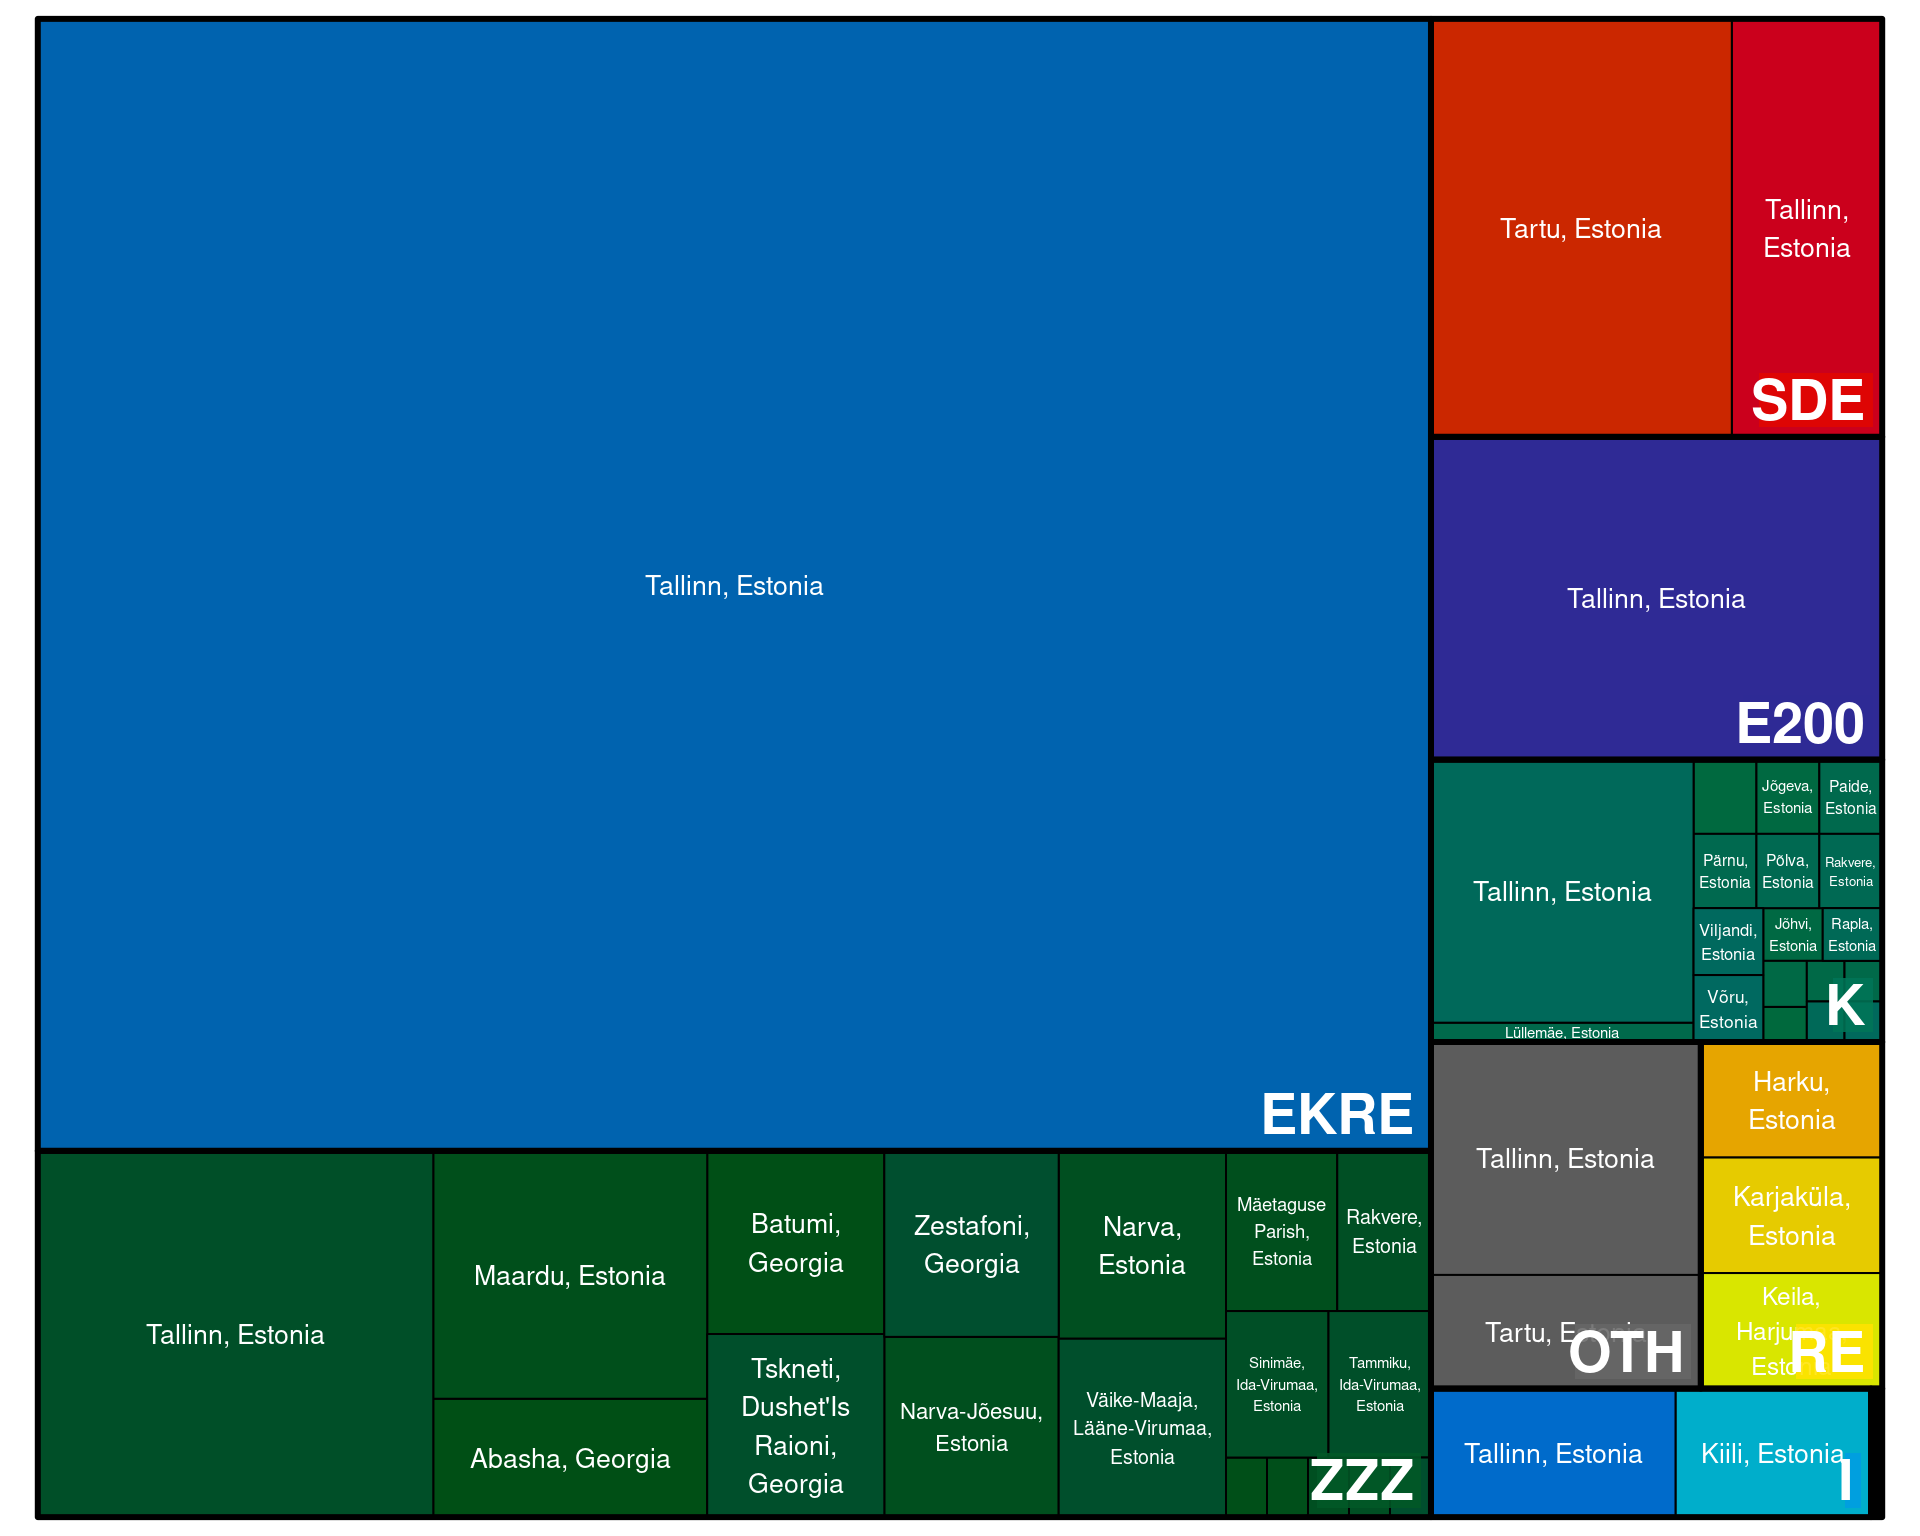 Tallinn, Estonia
EKRE
Tartu, Estonia
Tallinn,
Estonia
SDE
Tallinn, Estonia
E200
Tallinn, Estonia
Lüllemäe, Estonia
Jõgeva,
Estonia
Paide,
Estonia
Pärnu,
Estonia
Põlva,
Estonia
Rakvere,
Estonia
Viljandi,
Estonia
Jõhvi,
Estonia
Rapla,
Estonia
Võru,
Estonia
K
Tallinn, Estonia
Tartu, Estonia
OTH
Harku,
Estonia
Karjaküla,
Estonia
Keila,
RE
Tallinn, Estonia
Kiili, Estonia
I
Tallinn, Estonia
Maardu, Estonia
Abasha, Georgia
Batumi,
Georgia
Tskneti,
Dushet'Is
Raioni,
Georgia
Zestafoni,
Georgia
Narva-Jõesuu,
Estonia
Narva,
Estonia
Väike-Maaja,
Lääne-Virumaa,
Estonia
Mäetaguse
Parish,
Estonia
Rakvere,
Estonia
Sinimäe,
Ida-Virumaa,
Estonia
Tammiku,
Ida-Virumaa,
Estonia
ZZZ